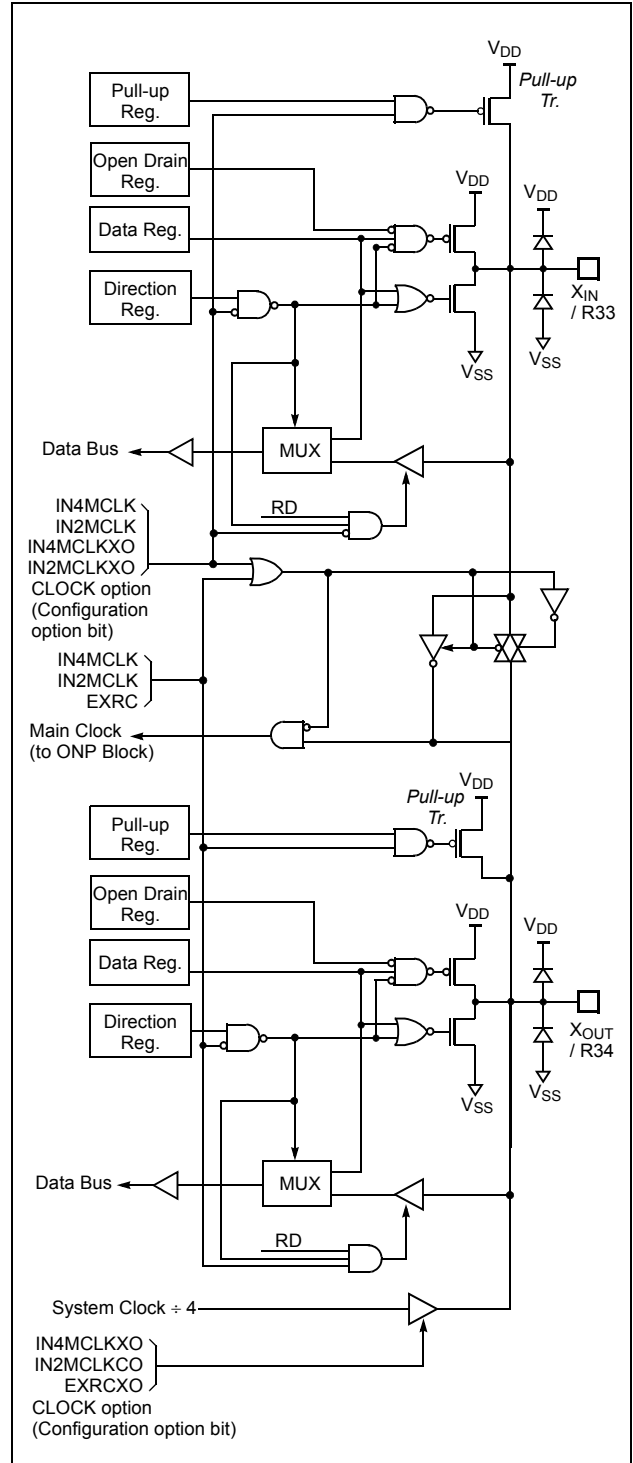 VDD
Pull-up
Tr.
Pull-up
Reg.
Open Drain
Reg.
VDD
VDD
Data Reg.
Direction
Reg.
XIN
/ R33
VSS
VSS
Data Bus
MUX
RD
IN4MCLK
IN2MCLK
IN4MCLKXO
IN2MCLKXO
CLOCK option
(Configuration
option bit)
IN4MCLK
IN2MCLK
EXRC
Main Clock
(to ONP Block)
VDD
Pull-up
Tr.
Pull-up
Reg.
Open Drain
Reg.
VDD
VDD
Data Reg.
Direction
Reg.
XOUT
/ R34
VSS
VSS
Data Bus
MUX
RD
System Clock ÷ 4
IN4MCLKXO
IN2MCLKCO
EXRCXO
CLOCK option
(Configuration option bit)